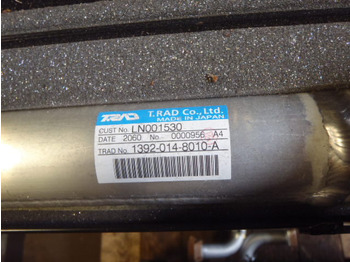 TRAD T.RAD Co., Ltd.
MADE IN JAPAN
CUST No. LN001530
DATE 2060 No. 0000956 A4
TRAD No. 1392-014-8010-A